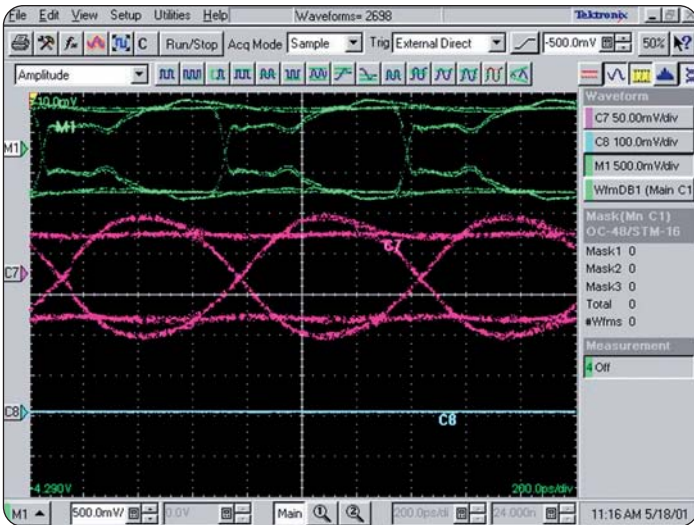 File Edit View Setup Utilities Help Waveforms= 2698 Tektronix
C Run/Stop Acq Mode Sample Trig External Direct -500.0mV 50%
Amplitude
Waveform
C7 50.00mV/div
C8 100.0mV/div
M1 500.0mV/div
WfmDB1 (Main C1
Mask(Mn C1)
OC-48/STM-16
Mask1 0
Mask2 0
Mask3 0
Total 0
#Wfms 0
Measurement
4 Off
M1
M1
C7
C7
C8
C8
-4.290V 200.0ps/div
M1 500.0mV/ 0.0V Main 200.0ps/di 24.000n 11:16 AM 5/18/01